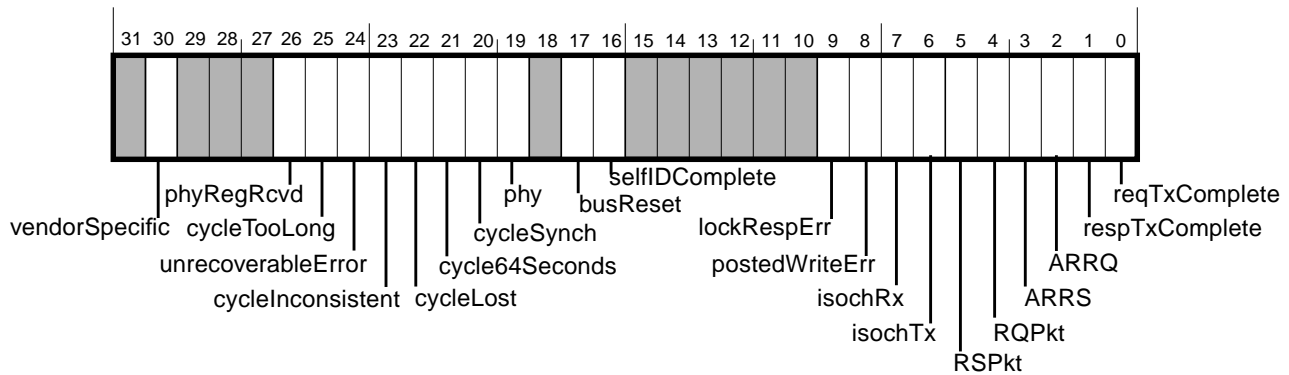 31 30 29 28 27 26 25 24 23 22 21 20 19 18 17 16 15 14 13 12 11 10 9 8 7 6 5 4 3 2 1 0
selfIDComplete
phyRegRcvd phy reqTxComplete
busReset
vendorSpecific cycleTooLong lockRespErr respTxComplete
cycleSynch
unrecoverableError cycle64Seconds postedWriteErr ARRQ
cycleInconsistent cycleLost isochRx ARRS
isochTx RQPkt
RSPkt